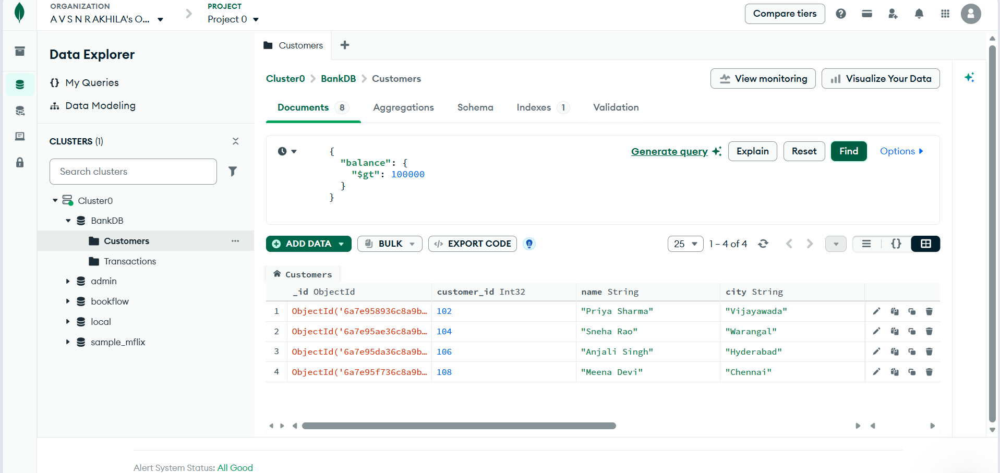 ORGANIZATION
A V S N R AKHILA's O...
PROJECT
Project 0
Compare tiers
Data Explorer
My Queries
Data Modeling
CLUSTERS (1)
Search clusters
Cluster0
BankDB
Customers
Transactions
admin
bookflow
local
sample_mflix
Customers
Cluster0 BankDB Customers
View monitoring
Visualize Your Data
Documents 8 Aggregations Schema Indexes 1 Validation
{
"balance": {
"$gt": 100000
}
}
Generate query Explain Reset Find Options
ADD DATA BULK EXPORT CODE
25 1 – 4 of 4
Customers
_id ObjectId customer_id Int32 name String city String
1 ObjectId('6a7e958936c8a9b... 102 "Priya Sharma" "Vijayawada"
2 ObjectId('6a7e95ae36c8a9b... 104 "Sneha Rao" "Warangal"
3 ObjectId('6a7e95da36c8a9b... 106 "Anjali Singh" "Hyderabad"
4 ObjectId('6a7e95f736c8a9b... 108 "Meena Devi" "Chennai"
Alert System Status: All Good